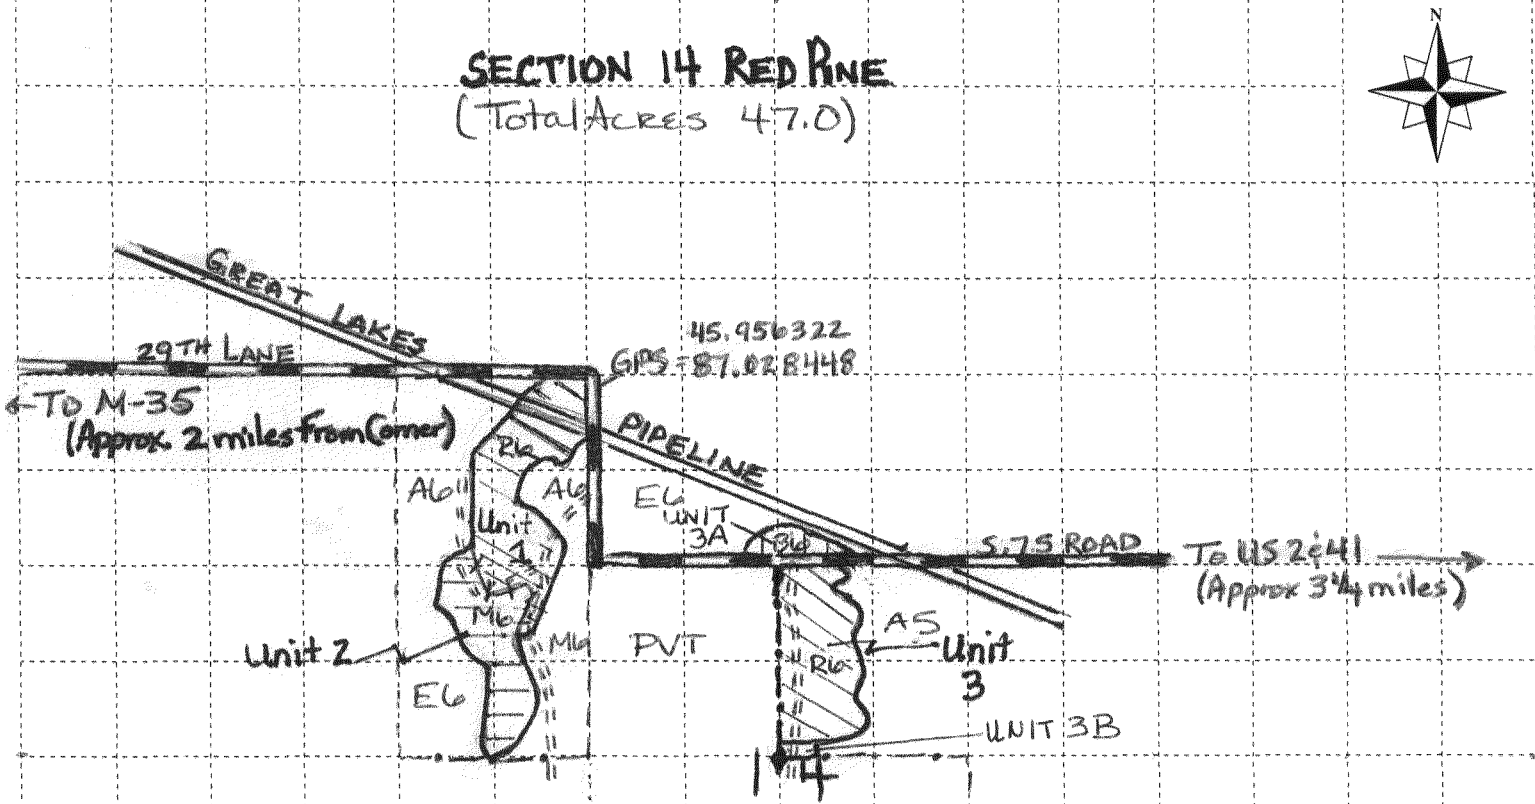 N
SECTION 14 RED PINE
(Total Acres 47.0)
GREAT LAKES
PIPELINE
45.956322
GPS = 87.028448
29TH LANE
← To M-35
(Approx. 2 miles From Corner)
R6
A6
A6
E6
UNIT
3A
Unit
1
S.75 ROAD
To US 2 & 41
(Approx 3 1/4 miles)
M6
Unit 2
M6
PVT
A5
Unit
3
R6
E6
UNIT 3B
14